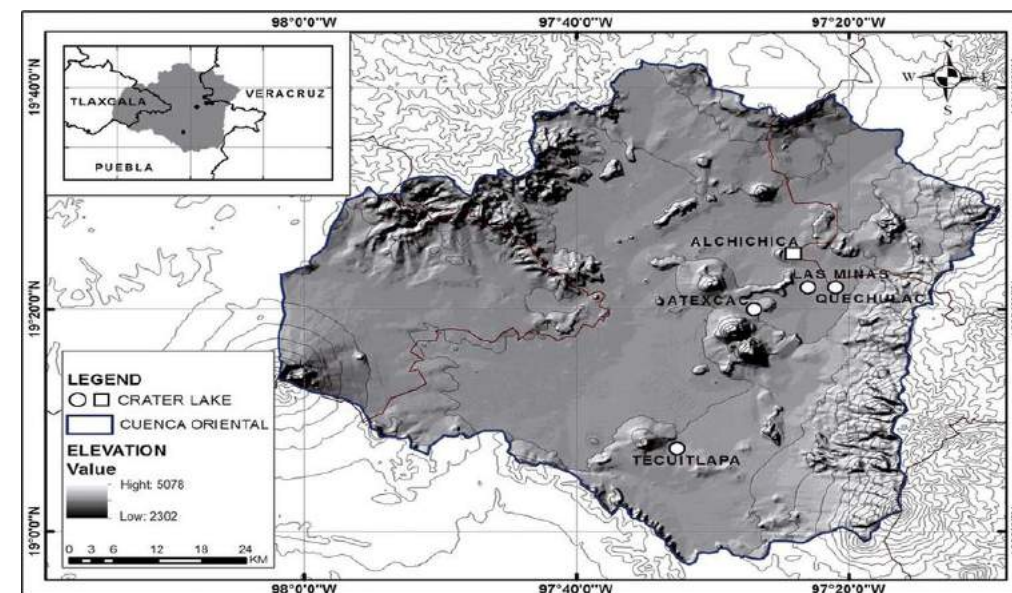 98°0'0"W 97°40'0"W 97°20'0"W
19°40'0"N
19°20'0"N
19°0'0"N
TLAXCALA
VERACRUZ
PUEBLA
N
W E
S
ALCHICHICA
LAS MINAS
QUECHULAC
ATEXCAC
TECUITLAPA
LEGEND
CRATER LAKE
CUENCA ORIENTAL
ELEVATION
Value
Hight: 5078
Low: 2302
0 3 6 12 18 24
KM
98°0'0"W 97°40'0"W 97°20'0"W